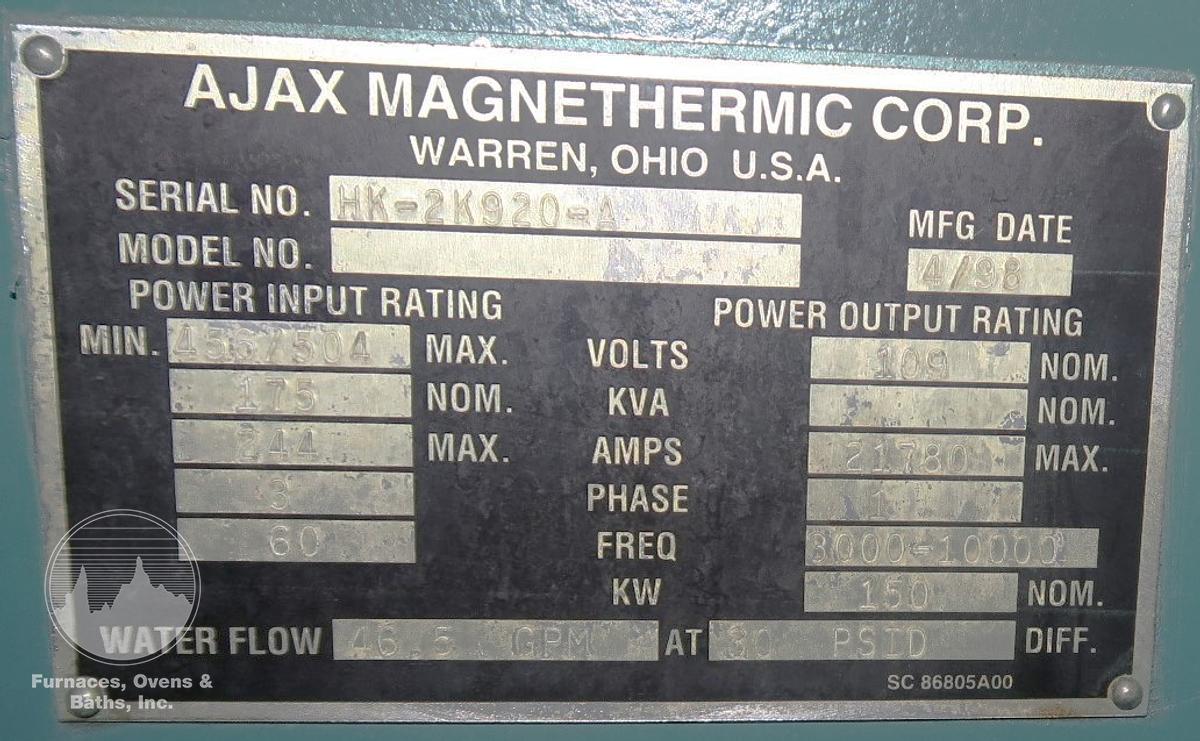 AJAX MAGNETHERMIC CORP.
WARREN, OHIO U.S.A.
SERIAL NO. HK-2K920-A
MODEL NO.
MFG DATE
4/98
POWER INPUT RATING
POWER OUTPUT RATING
MIN. 456/504 MAX. VOLTS 109 NOM.
175 NOM. KVA NOM.
244 MAX. AMPS 21780 MAX.
3 PHASE 1
60 FREQ 3000-10000
KW 150 NOM.
WATER FLOW 46.5 GPM AT 30 PSID DIFF.
SC 86805A00
Furnaces, Ovens &
Baths, Inc.